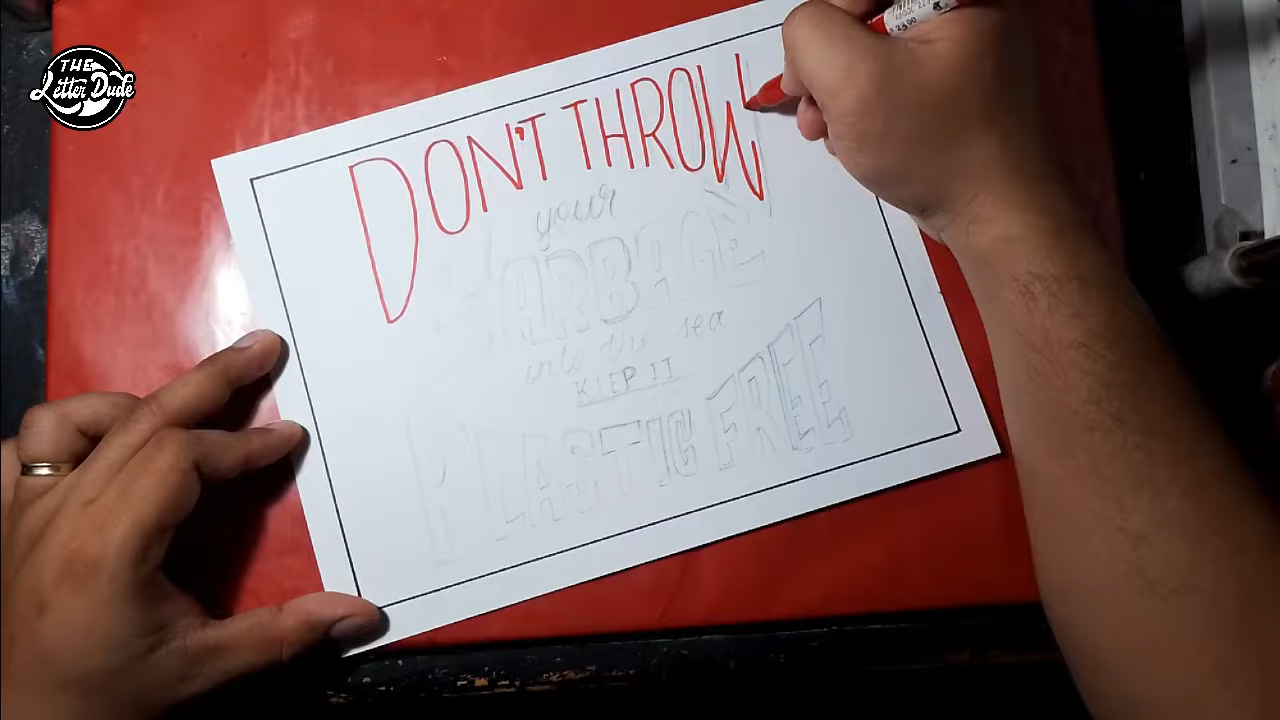 THE
Letter Dude
DON'T THROW
your
GARBAGE
into the sea
KEEP IT
PLASTIC FREE